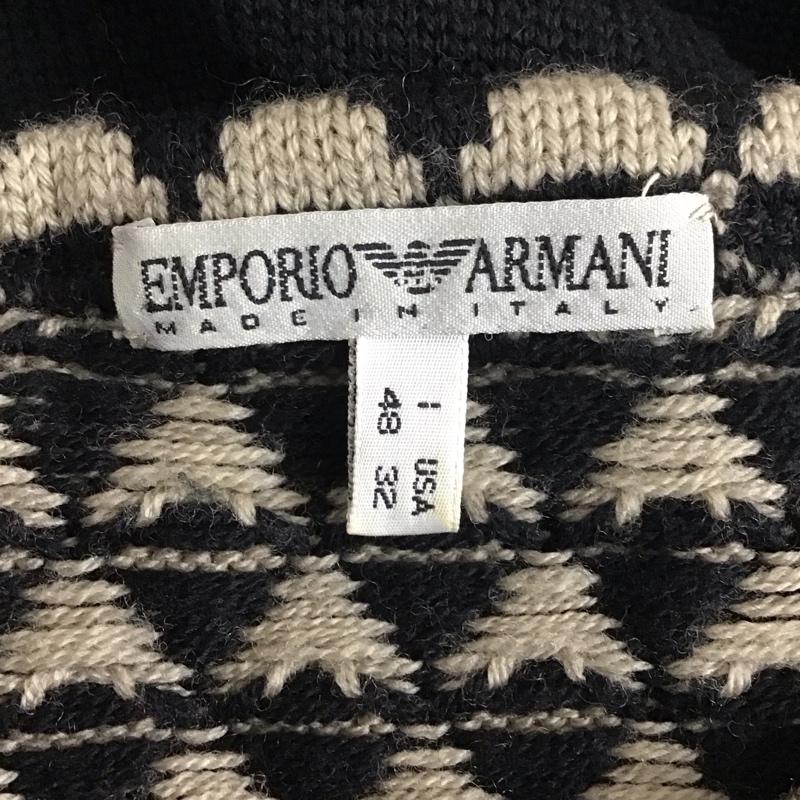 EMPORIO ARMANI
MADE IN ITALY
I USA
48 32